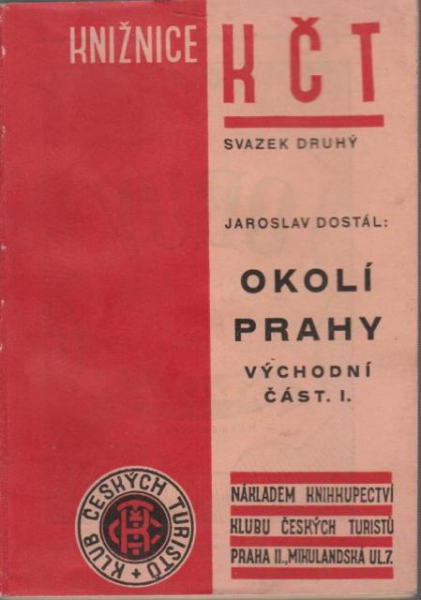 KNIŽNICE KČT
SVAZEK DRUHÝ
JAROSLAV DOSTÁL:
OKOLÍ
PRAHY
VÝCHODNÍ
ČÁST. I.
KLUB ČESKÝCH TURISTŮ +
NÁKLADEM KNIHKUPECTVÍ
KLUBU ČESKÝCH TURISTŮ
PRAHA II., MIKULANDSKÁ UL.7.